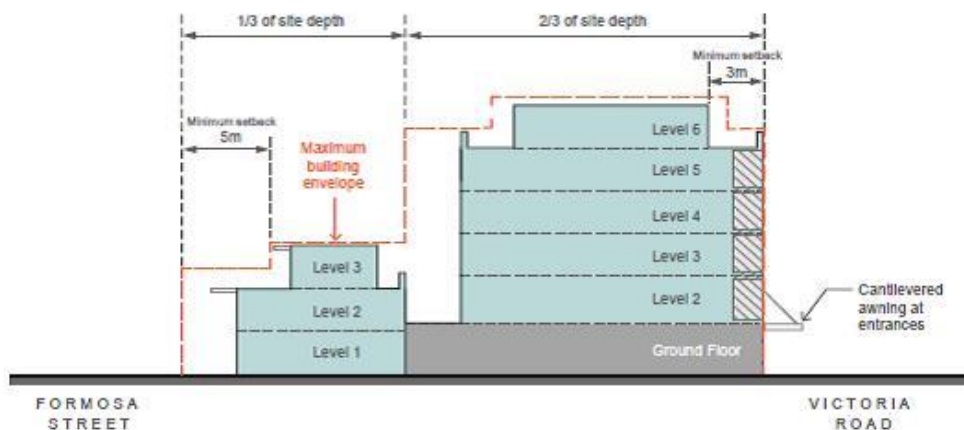 1/3 of site depth
2/3 of site depth
Minimum setback
3m
Minimum setback
5m
Maximum
building
envelope
Level 6
Level 5
Level 4
Level 3
Level 2
Level 3
Level 2
Level 1
Ground Floor
Cantilevered
awning at
entrances
FORMOSA
STREET
VICTORIA
ROAD